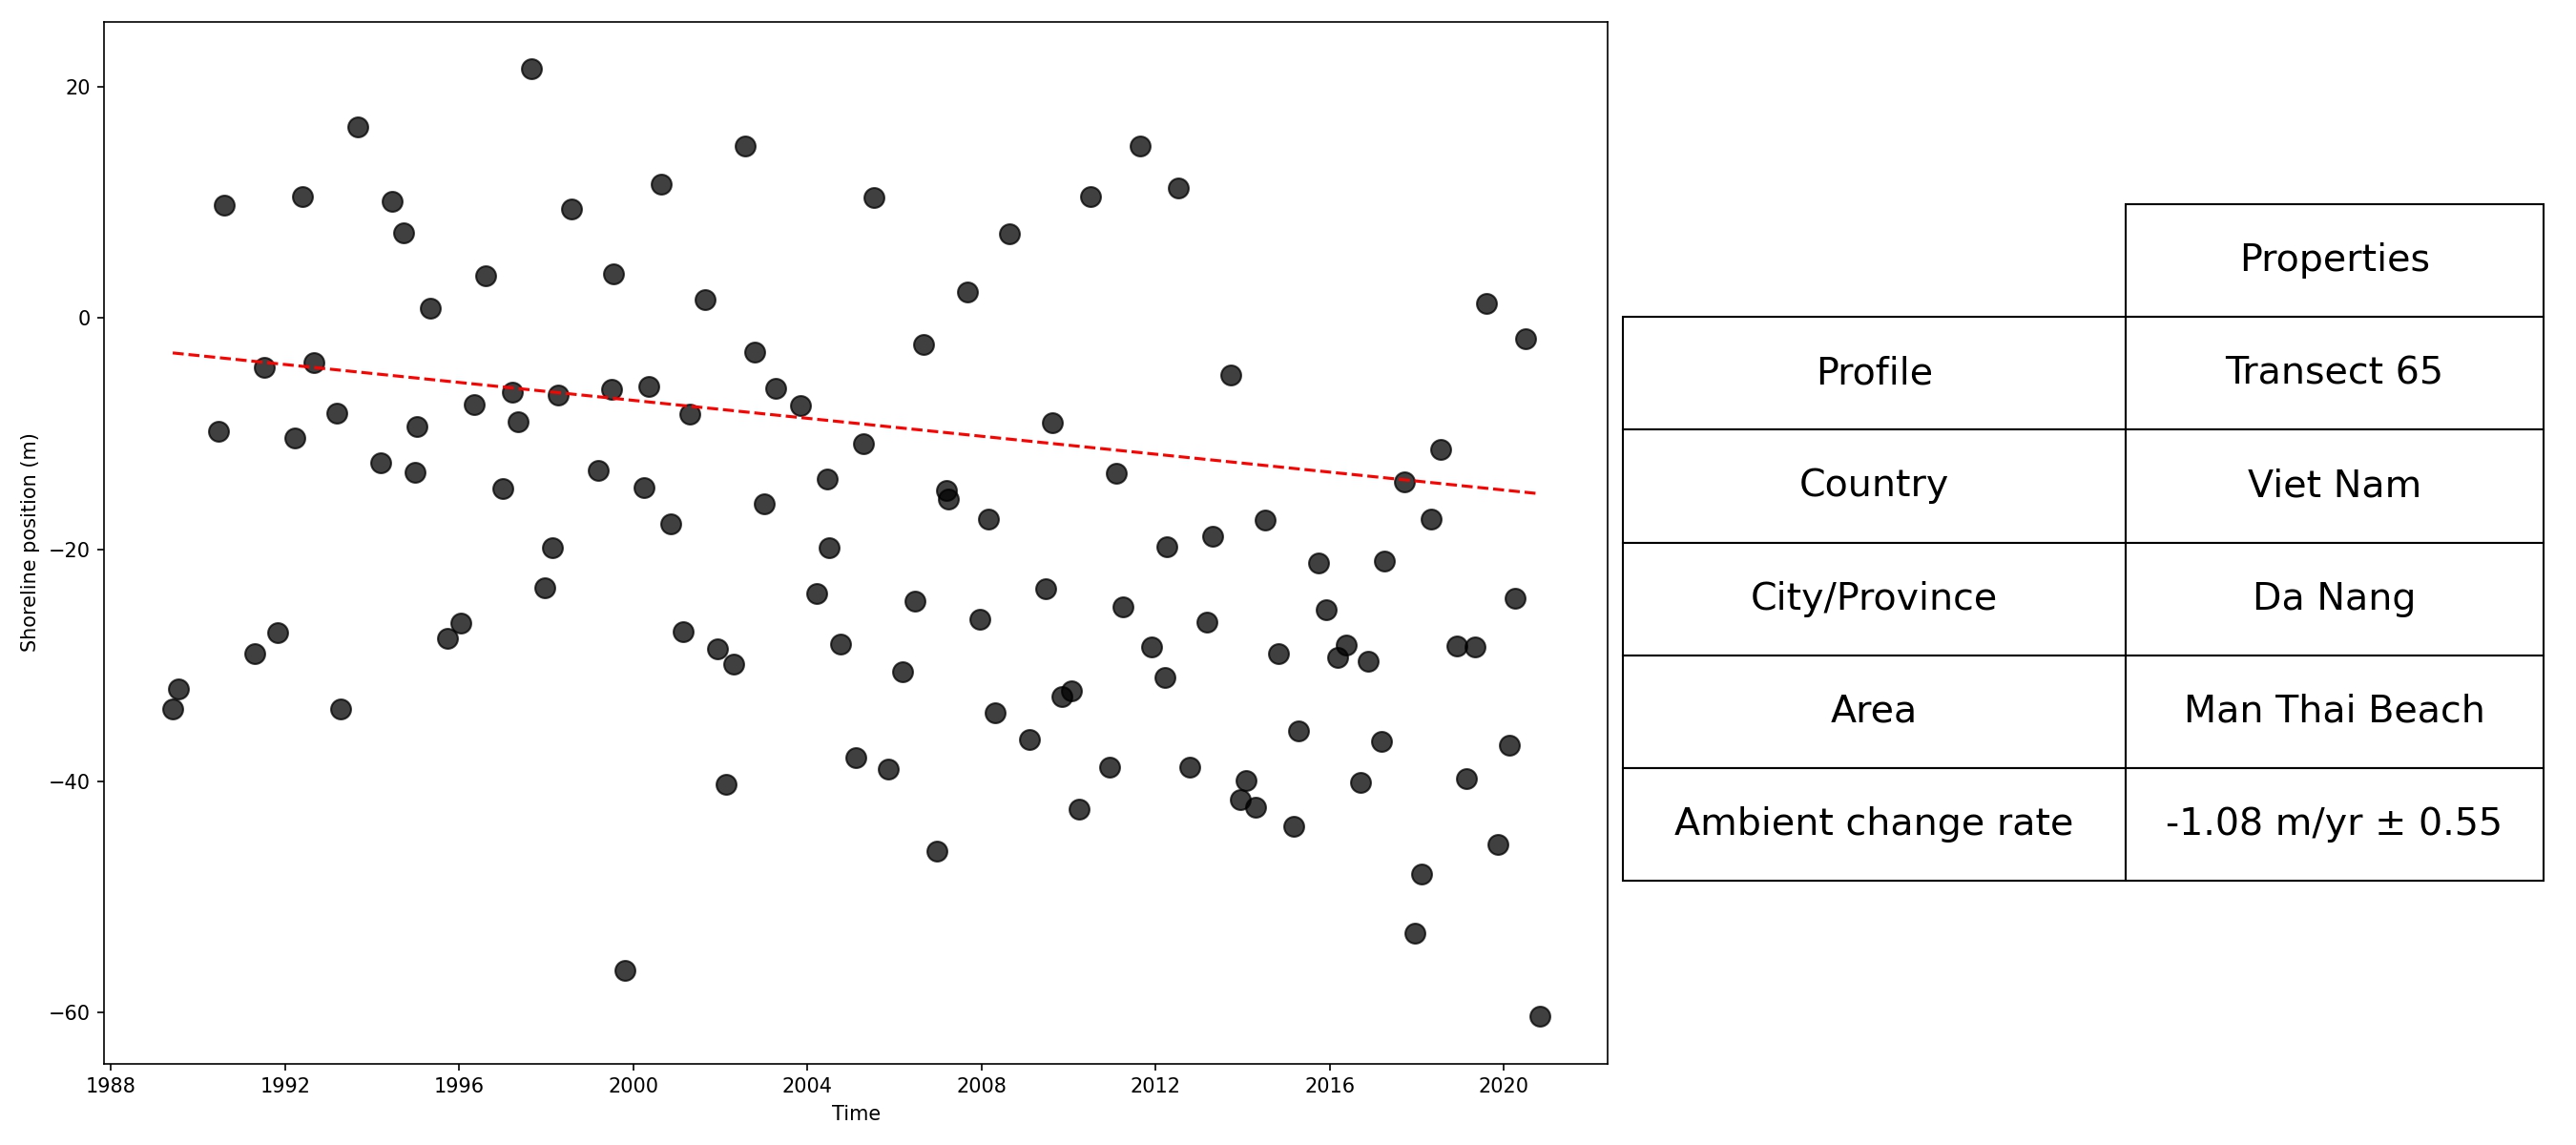 20
0
−20
−40
−60
Shoreline position (m)
1988 1992 1996 2000 2004 2008 2012 2016 2020
Time
Properties
Profile Transect 65
Country Viet Nam
City/Province Da Nang
Area Man Thai Beach
Ambient change rate -1.08 m/yr ± 0.55